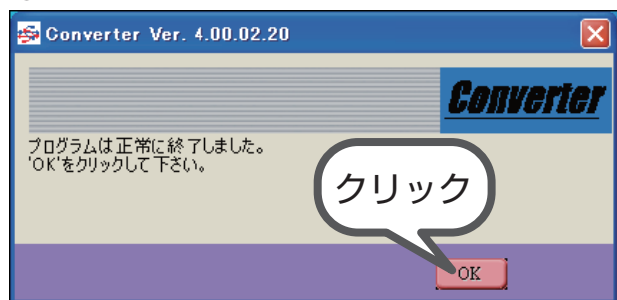 Converter Ver. 4.00.02.20
Converter
プログラムは正常に終了しました。
'OK'をクリックして下さい。
クリック
OK